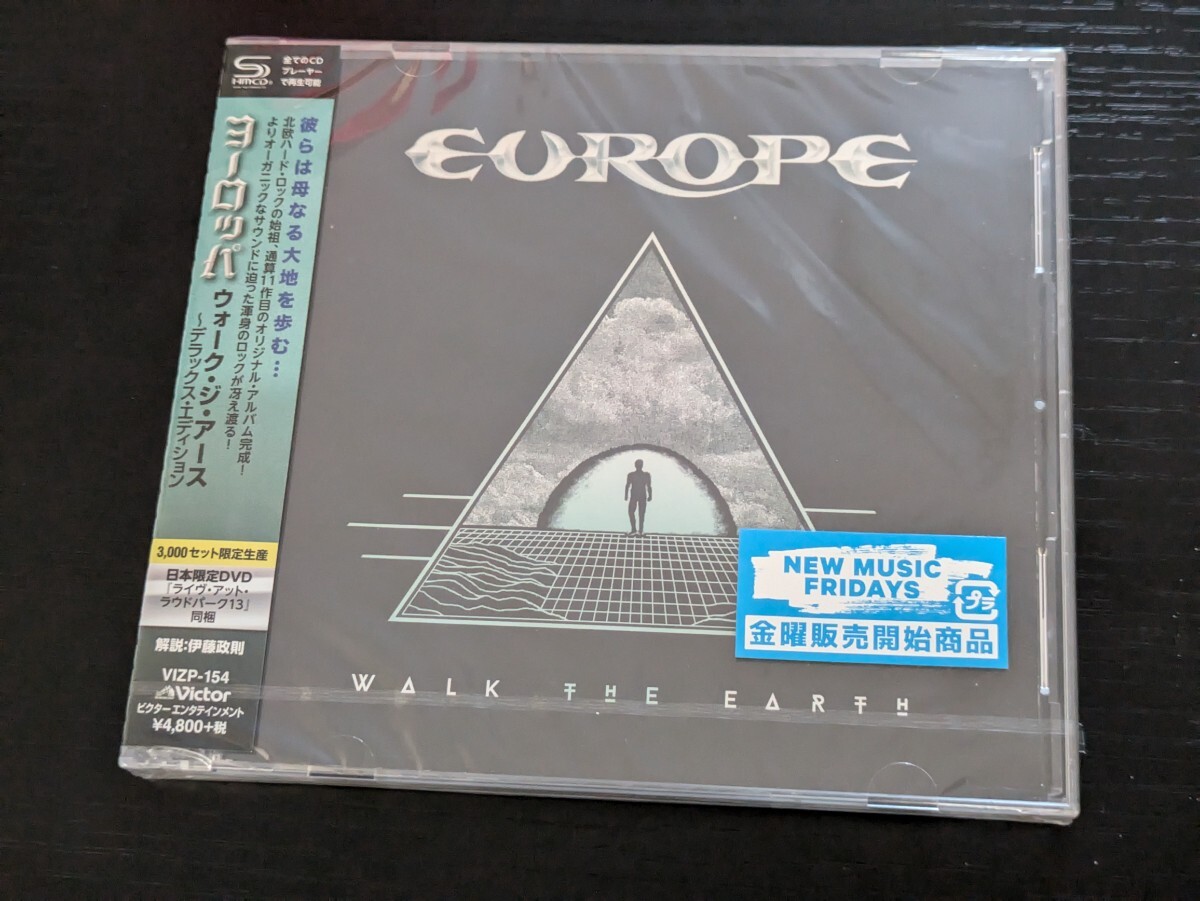 SHM-CD
全てのCD
プレーヤー
で再生可能
彼らは母なる大地を歩む…
北欧ハード・ロックの始祖、通算11作目のオリジナル・アルバム完成!
よりオーガニックなサウンドに迫った渾身のロックが冴え渡る!
ヨーロッパ
ウォーク・ジ・アース
～デラックス・エディション
3,000セット限定生産
日本限定DVD
『ライヴ・アット・
ラウドパーク13』
同梱
解説:伊藤政則
VIZP-154
Victor
ビクターエンタテインメント
¥4,800+税
EUROPE
NEW MUSIC
FRIDAYS
プラ
金曜販売開始商品
WALK THE EARTH